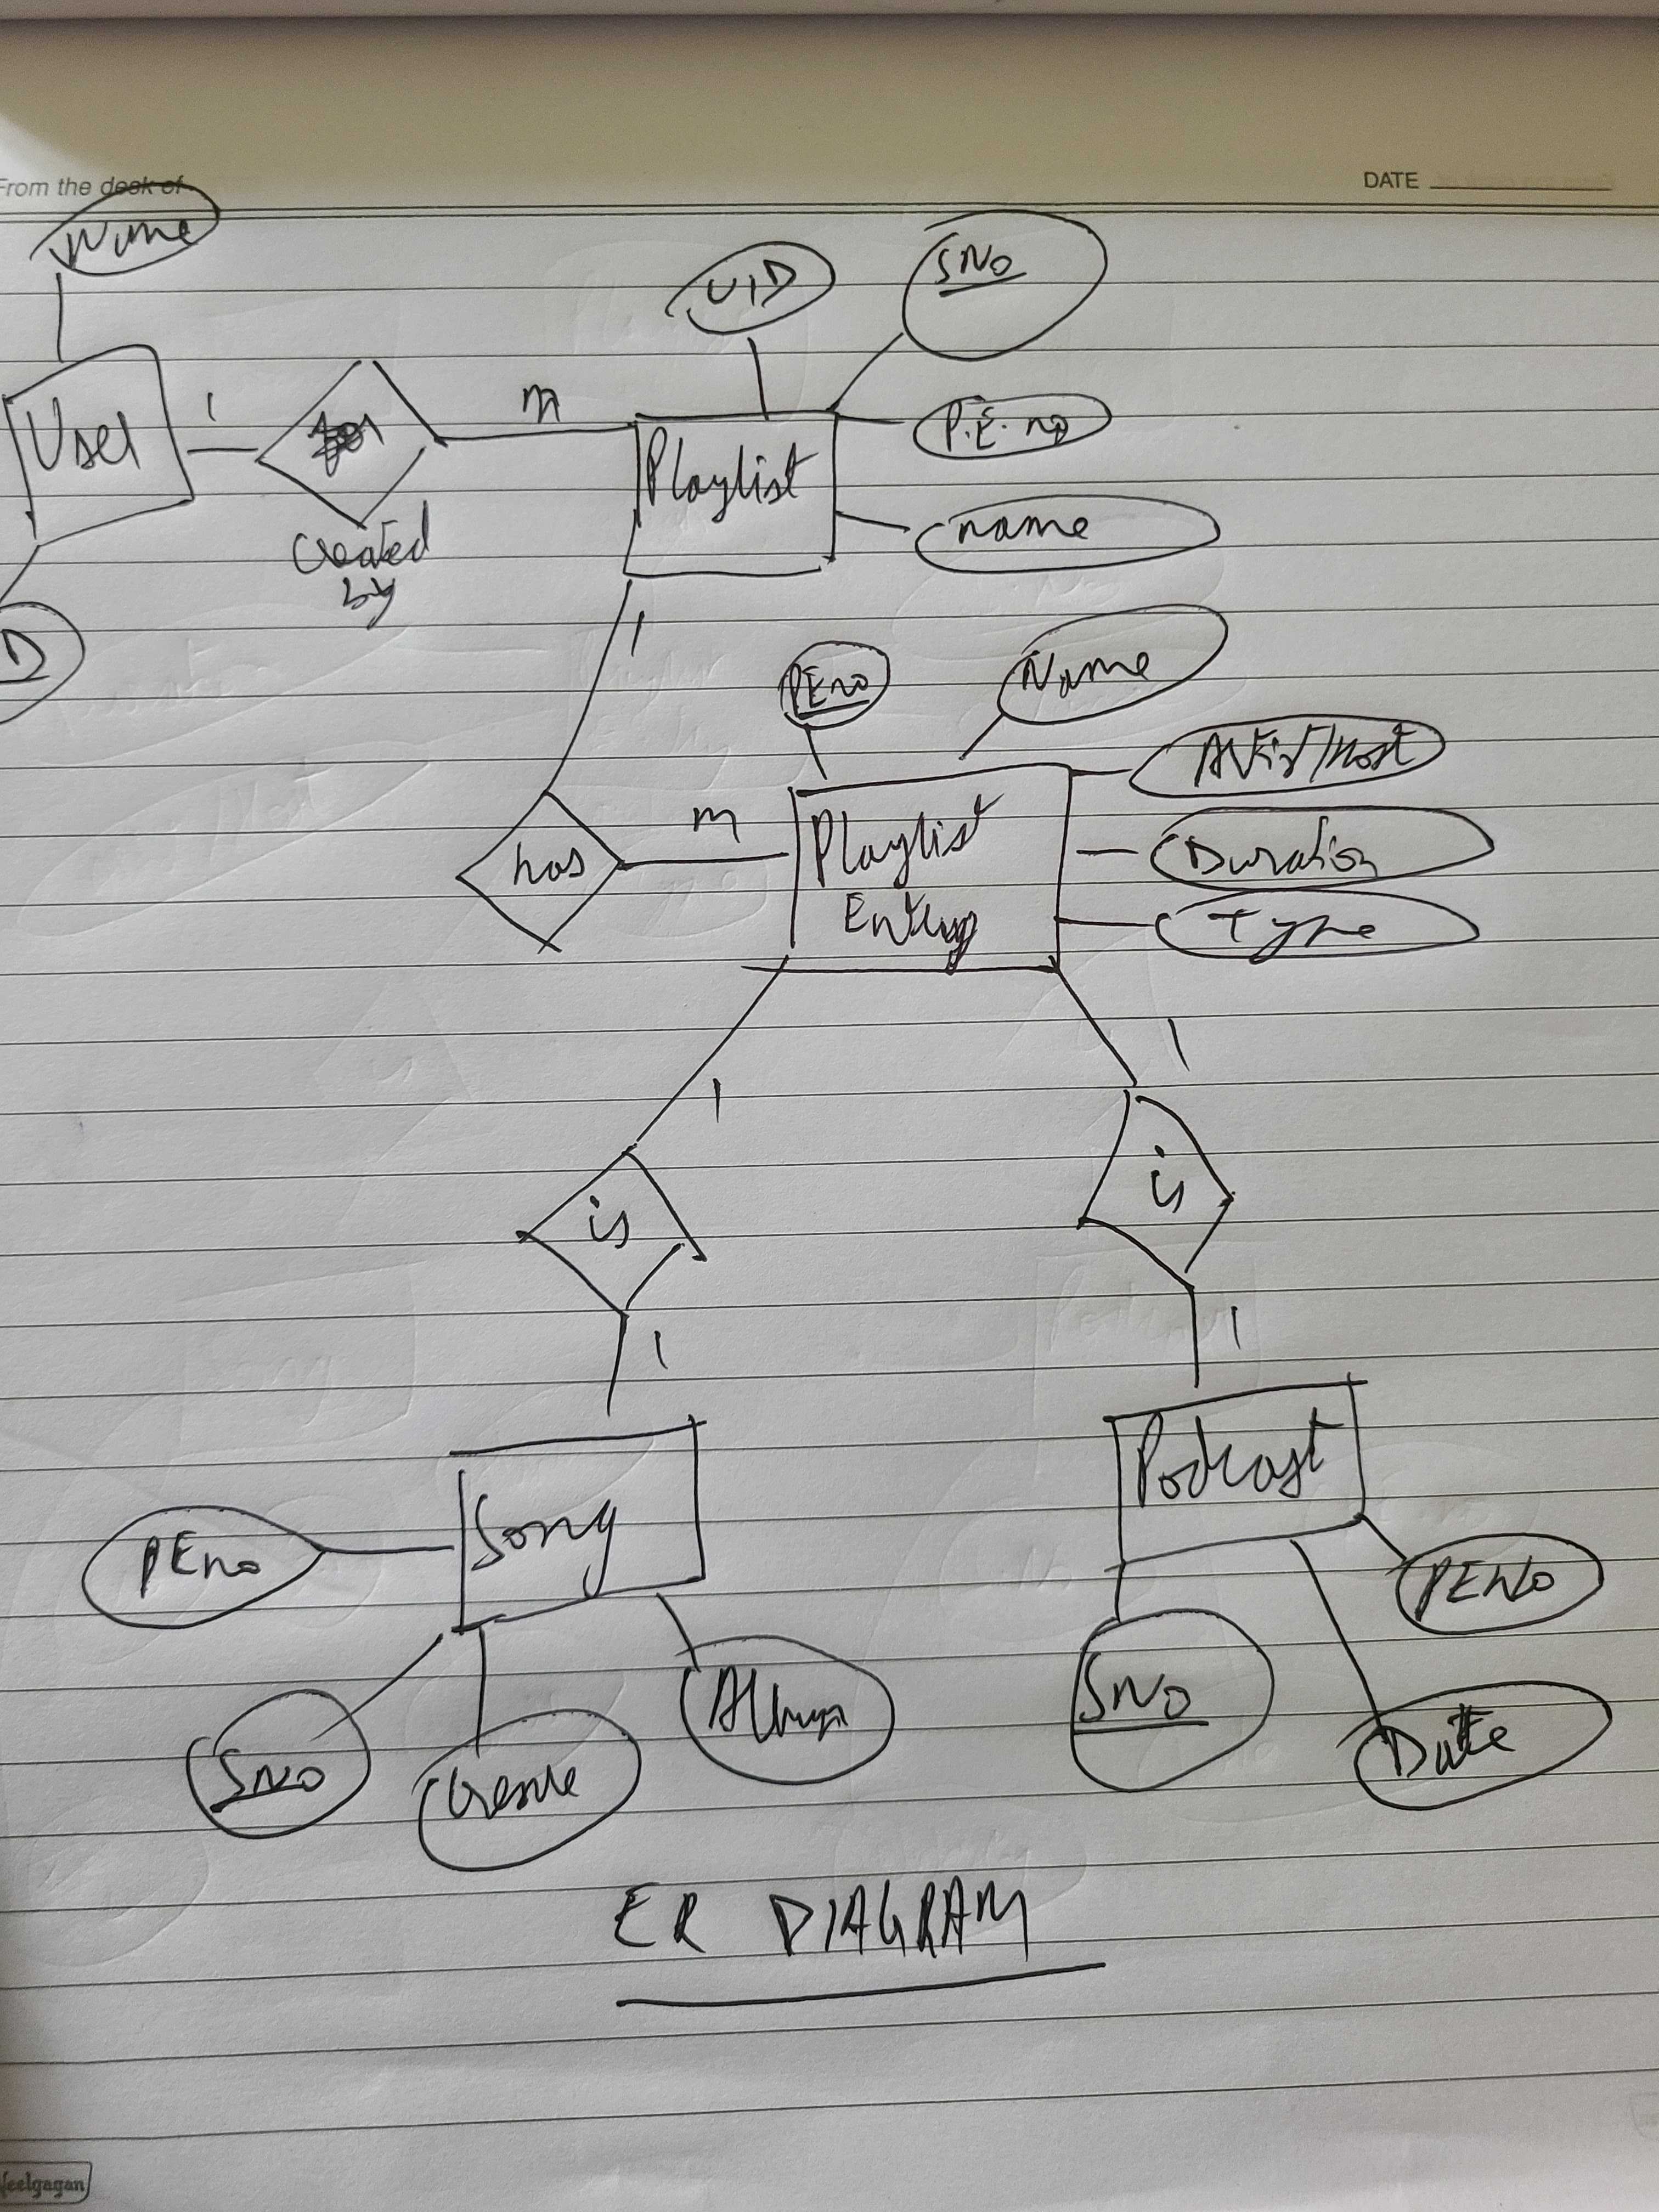 From the desk of
DATE
Name
UID
SNo
User
1
m
Playlist
P.E. no
name
Created
by
D
1
PEno
Name
Duration
has
m
Playlist
Entry
Type
1
1
is
is
1
1
Song
Podcast
PEno
PENo
SNo
Genre
Album
SNo
Date
ER DIAGRAM
feelgagan